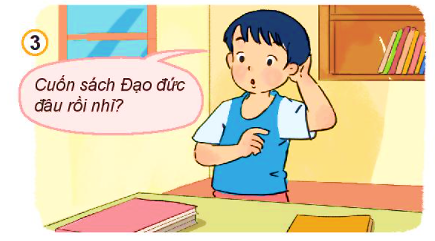 3
Cuốn sách Đạo đức
đâu rồi nhỉ?